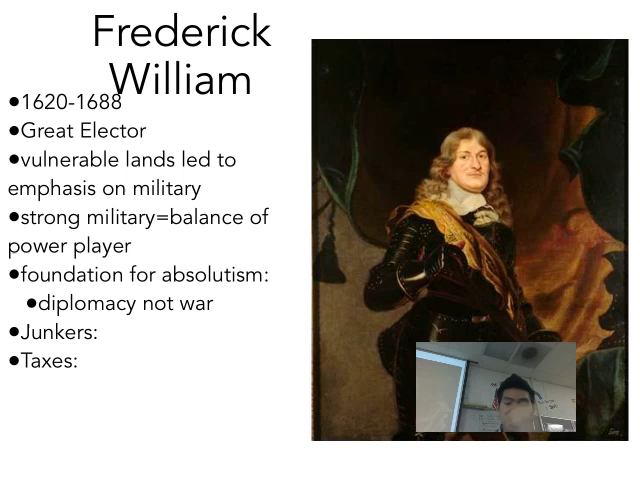 Frederick
William
●1620-1688
●Great Elector
●vulnerable lands led to
emphasis on military
●strong military=balance of
power player
●foundation for absolutism:
●diplomacy not war
●Junkers:
●Taxes: